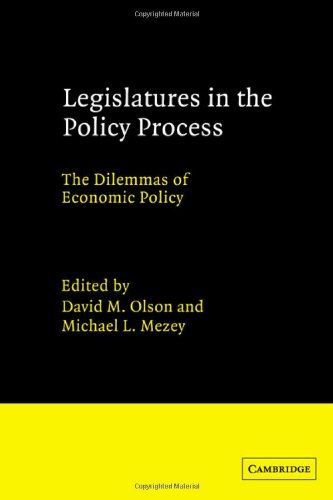 Legislatures in the
Policy Process
The Dilemmas of
Economic Policy
Edited by
David M. Olson and
Michael L. Mezey
CAMBRIDGE